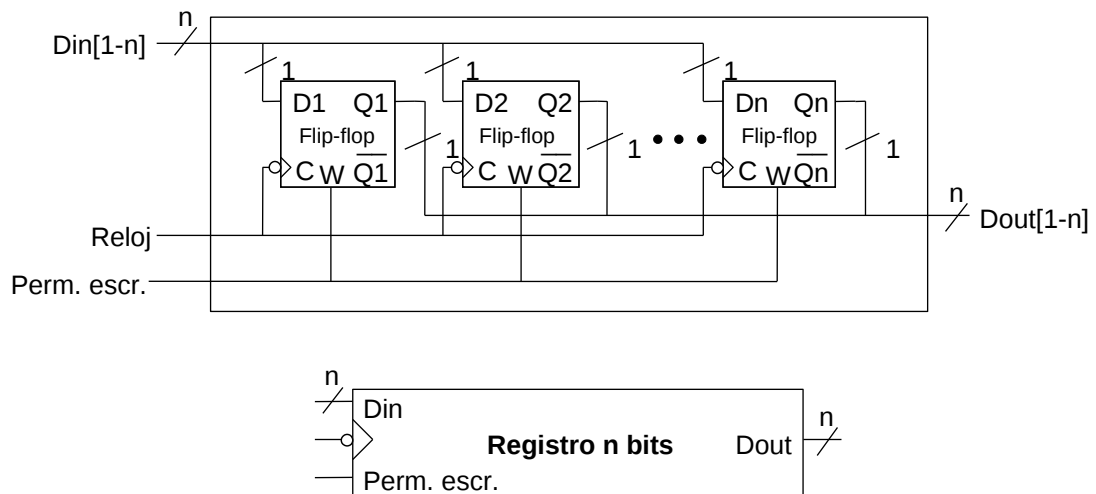 n
Din[1-n]
1 1 1
D1 Q1 D2 Q2 Dn Qn
Flip-flop Flip-flop Flip-flop
1 1 1
C W Q1 C W Q2 C W Qn
n
Dout[1-n]
Reloj
Perm. escr.
n
Din
n
Registro n bits Dout
Perm. escr.